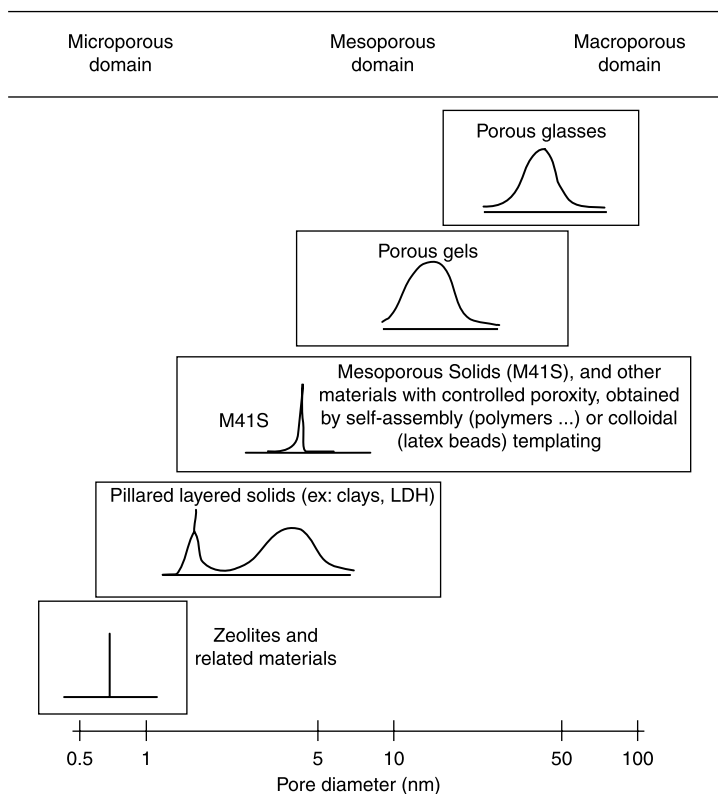 Microporous
domain
Mesoporous
domain
Macroporous
domain
Porous glasses
Porous gels
Mesoporous Solids (M41S), and other
materials with controlled poroxity, obtained
by self-assembly (polymers ...) or colloidal
(latex beads) templating
M41S
Pillared layered solids (ex: clays, LDH)
Zeolites and
related materials
0.5 1 5 10 50 100
Pore diameter (nm)